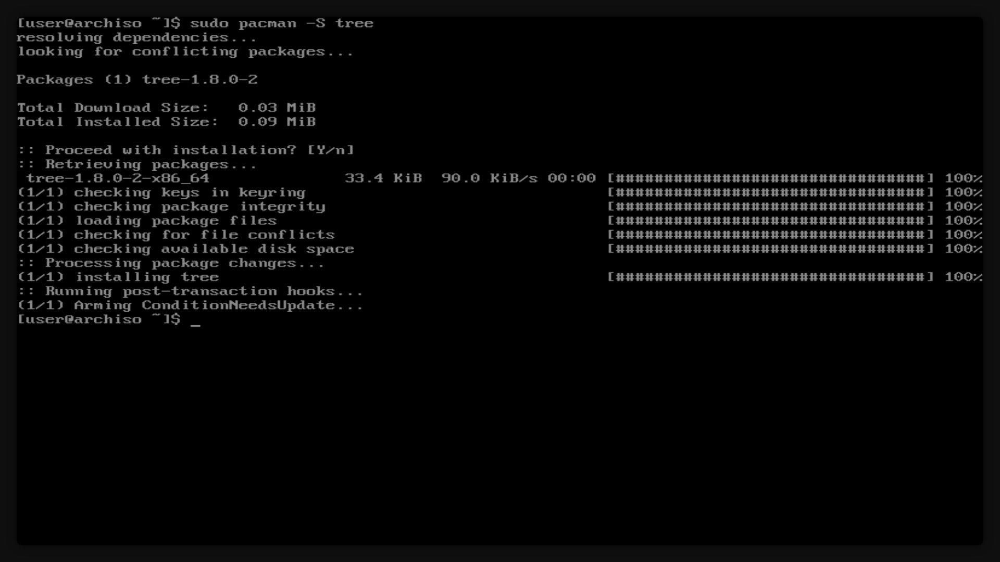 [user@archiso ~]$ sudo pacman -S tree
resolving dependencies...
looking for conflicting packages...

Packages (1) tree-1.8.0-2

Total Download Size:   0.03 MiB
Total Installed Size:  0.09 MiB

:: Proceed with installation? [Y/n]
:: Retrieving packages...
 tree-1.8.0-2-x86_64              33.4 KiB  90.0 KiB/s 00:00 [################################] 100%
(1/1) checking keys in keyring                               [################################] 100%
(1/1) checking package integrity                             [################################] 100%
(1/1) loading package files                                  [################################] 100%
(1/1) checking for file conflicts                            [################################] 100%
(1/1) checking available disk space                          [################################] 100%
:: Processing package changes...
(1/1) installing tree                                        [################################] 100%
:: Running post-transaction hooks...
(1/1) Arming ConditionNeedsUpdate...
[user@archiso ~]$ _